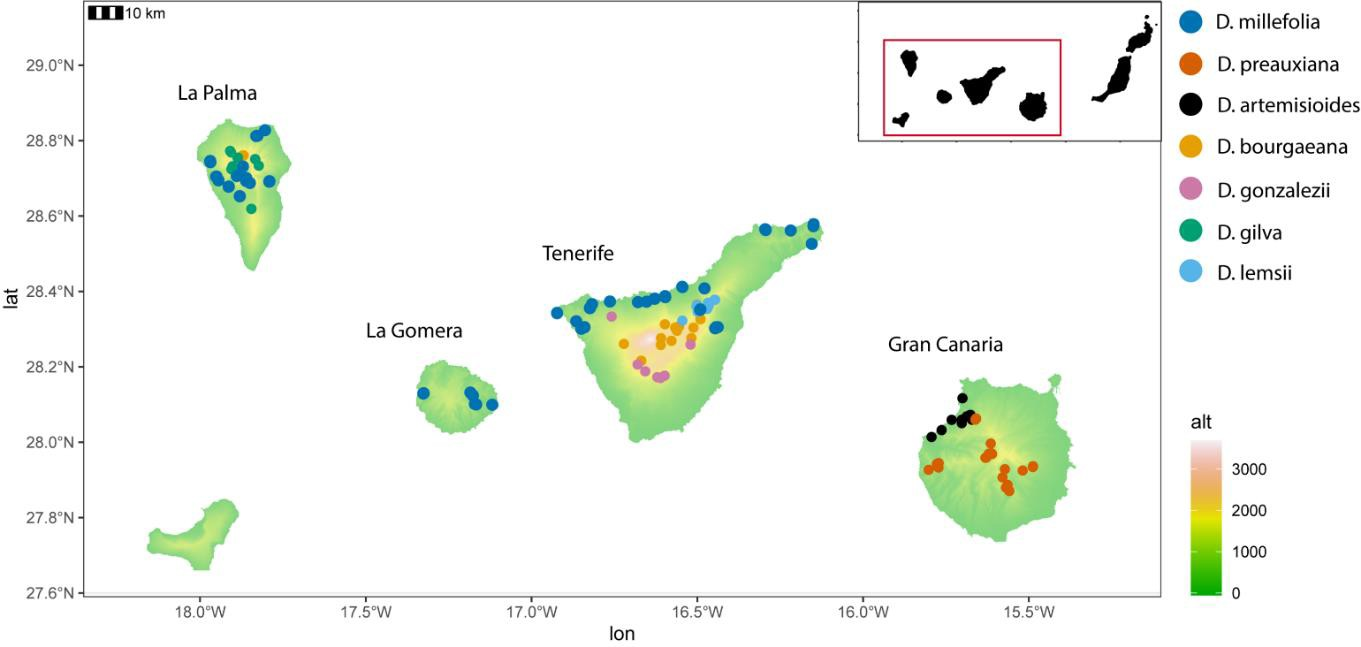 10 km
La Palma
Tenerife
La Gomera
Gran Canaria
29.0°N
28.8°N
28.6°N
28.4°N
28.2°N
28.0°N
27.8°N
27.6°N
lat
18.0°W
17.5°W
17.0°W
16.5°W
16.0°W
15.5°W
lon
D. millefolia
D. preauxiana
D. artemisioides
D. bourgaeana
D. gonzalezii
D. gilva
D. lemsii
alt
3000
2000
1000
0